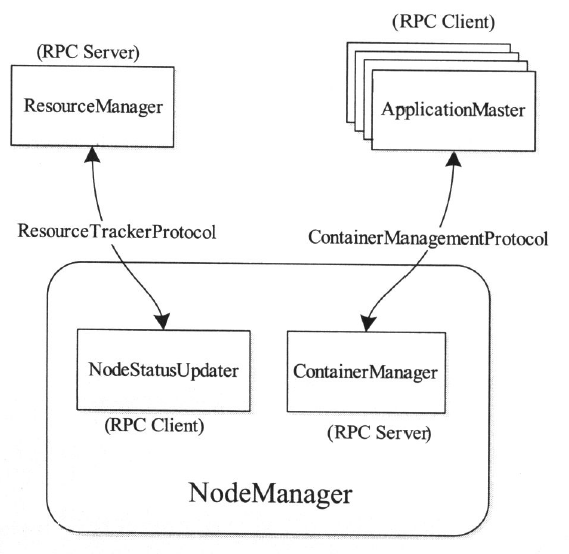 (RPC Client)
(RPC Server)
ResourceManager
ApplicationMaster
ResourceTrackerProtocol
ContainerManagementProtocol
NodeStatusUpdater
ContainerManager
(RPC Client)
(RPC Server)
NodeManager